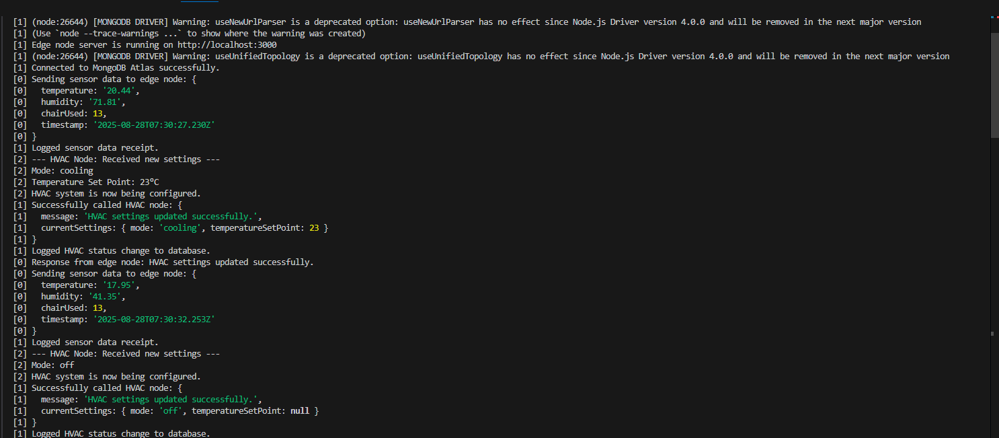 [1] (node:26644) [MONGODB DRIVER] Warning: useNewUrlParser is a deprecated option: useNewUrlParser has no effect since Node.js Driver version 4.0.0 and will be removed in the next major version
[1] (Use `node --trace-warnings ...` to show where the warning was created)
[1] Edge node server is running on http://localhost:3000
[1] (node:26644) [MONGODB DRIVER] Warning: useUnifiedTopology is a deprecated option: useUnifiedTopology has no effect since Node.js Driver version 4.0.0 and will be removed in the next major version
[1] Connected to MongoDB Atlas successfully.
[0] Sending sensor data to edge node: {
[0]   temperature: '20.44',
[0]   humidity: '71.81',
[0]   chairUsed: 13,
[0]   timestamp: '2025-08-28T07:30:27.230Z'
[0] }
[1] Logged sensor data receipt.
[2] --- HVAC Node: Received new settings ---
[2] Mode: cooling
[2] Temperature Set Point: 23°C
[2] HVAC system is now being configured.
[1] Successfully called HVAC node: {
[1]   message: 'HVAC settings updated successfully.',
[1]   currentSettings: { mode: 'cooling', temperatureSetPoint: 23 }
[1] }
[1] Logged HVAC status change to database.
[0] Response from edge node: HVAC settings updated successfully.
[0] Sending sensor data to edge node: {
[0]   temperature: '17.95',
[0]   humidity: '41.35',
[0]   chairUsed: 13,
[0]   timestamp: '2025-08-28T07:30:32.253Z'
[0] }
[1] Logged sensor data receipt.
[2] --- HVAC Node: Received new settings ---
[2] Mode: off
[2] HVAC system is now being configured.
[1] Successfully called HVAC node: {
[1]   message: 'HVAC settings updated successfully.',
[1]   currentSettings: { mode: 'off', temperatureSetPoint: null }
[1] }
[1] Logged HVAC status change to database.